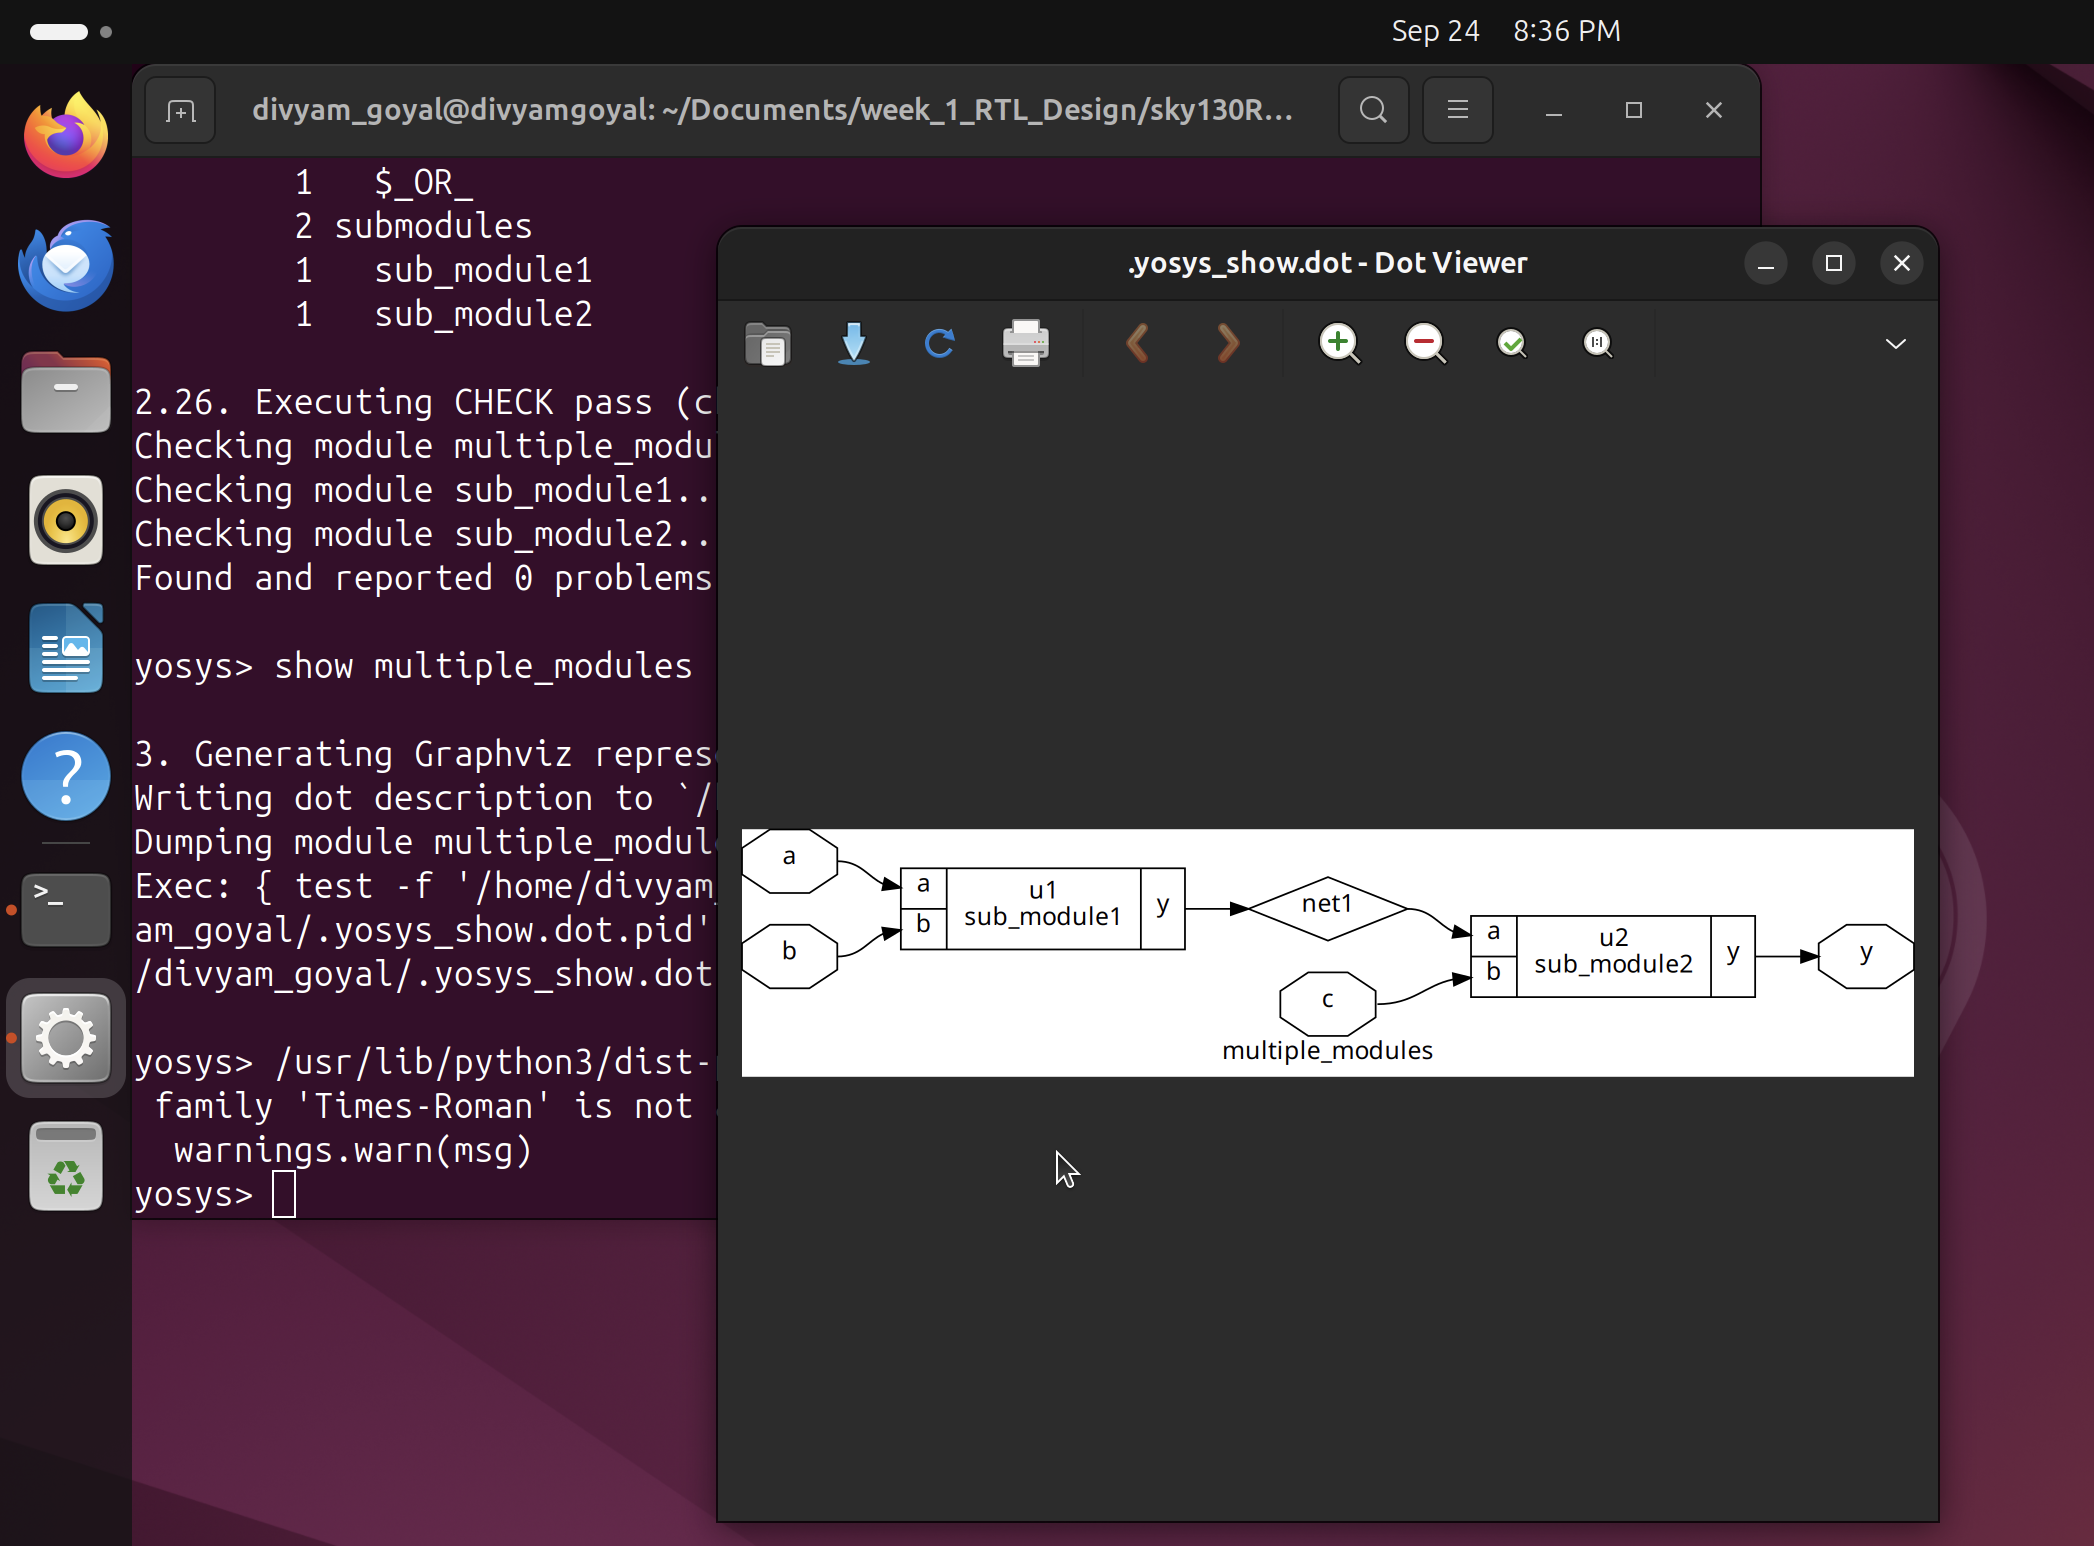 Sep 24 8:36 PM
divyam_goyal@divyamgoyal: ~/Documents/week_1_RTL_Design/sky130R...
1 $_OR_
2 submodules
1 sub_module1
1 sub_module2
2.26. Executing CHECK pass (c
Checking module multiple_modu
Checking module sub_module1..
Checking module sub_module2..
Found and reported 0 problems
yosys> show multiple_modules
3. Generating Graphviz repres
Writing dot description to `/
Dumping module multiple_modul
Exec: { test -f '/home/divyam_
am_goyal/.yosys_show.dot.pid'
/divyam_goyal/.yosys_show.dot
yosys> /usr/lib/python3/dist-
family 'Times-Roman' is not
warnings.warn(msg)
yosys>
.yosys_show.dot - Dot Viewer
a
b
a
b
u1
sub_module1
y
net1
c
a
b
u2
sub_module2
y
y
multiple_modules